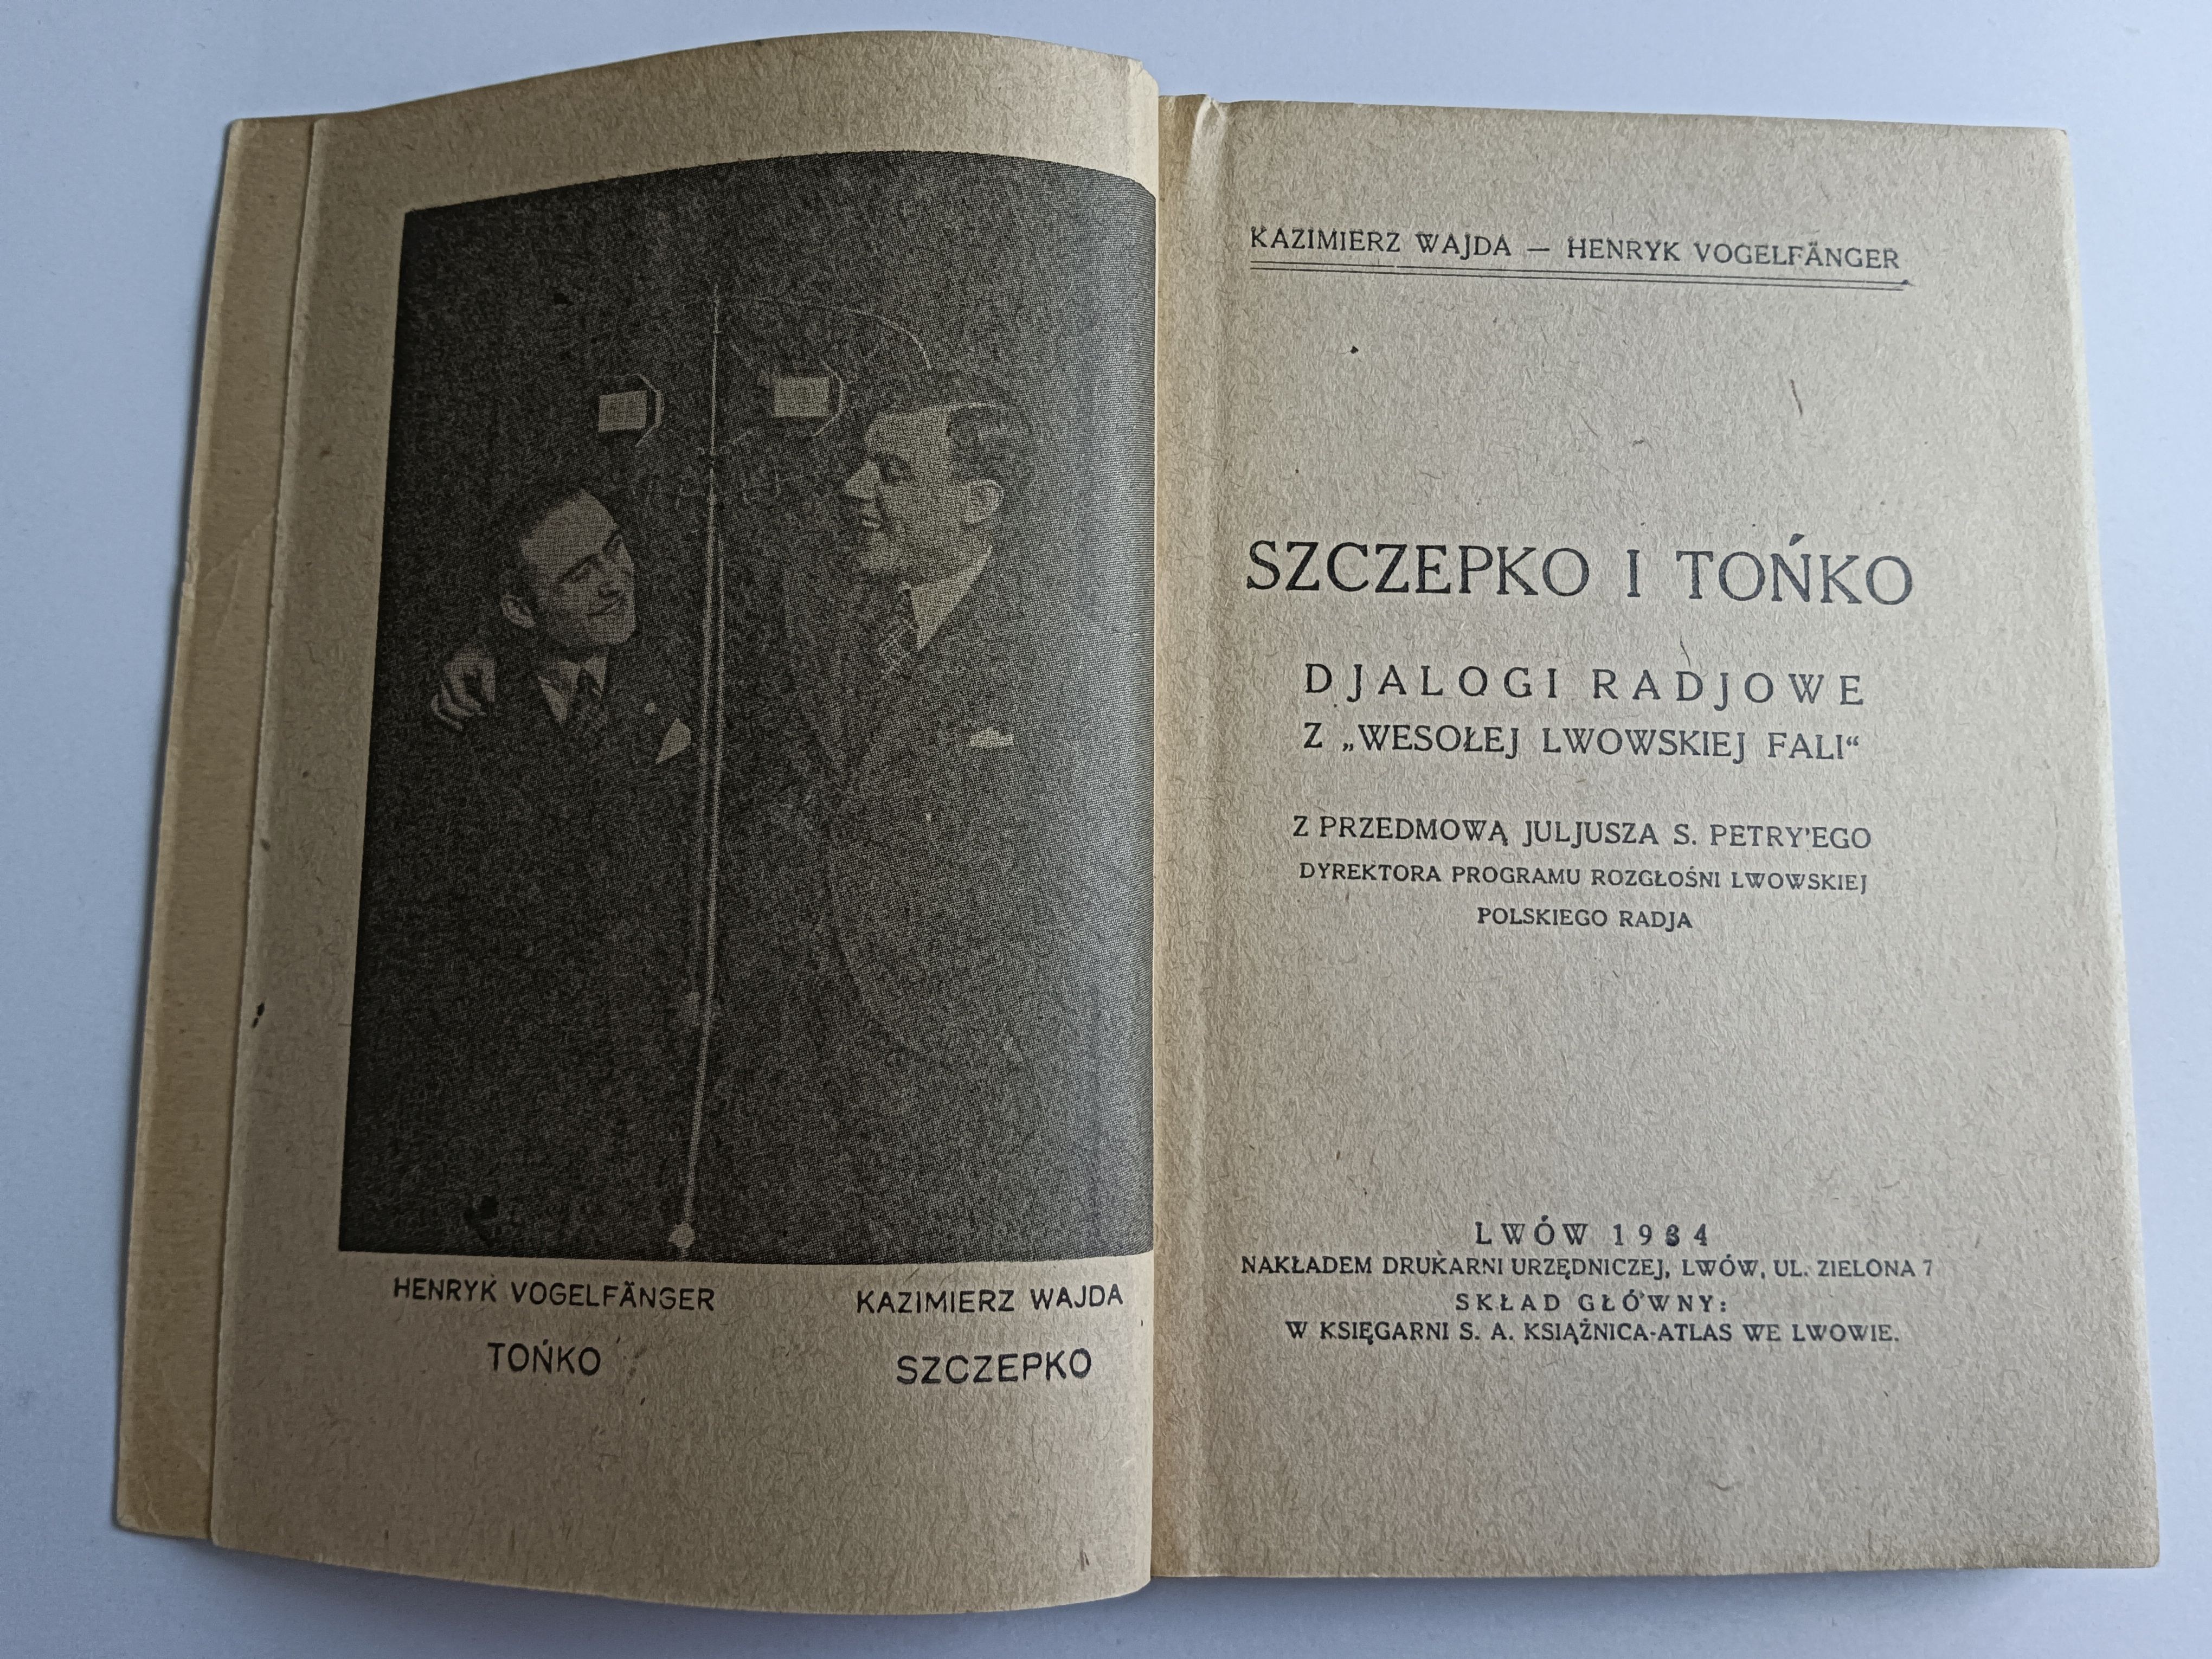 HENRYK VOGELFÄNGER
TOŃKO
KAZIMIERZ WAJDA
SZCZEPKO
KAZIMIERZ WAJDA — HENRYK VOGELFÄNGER
SZCZEPKO I TOŃKO
DJALOGI RADJOWE
Z „WESOŁEJ LWOWSKIEJ FALI“
Z PRZEDMOWĄ JULJUSZA S. PETRY'EGO
DYREKTORA PROGRAMU ROZGŁOŚNI LWOWSKIEJ
POLSKIEGO RADJA
LWÓW 1934
NAKŁADEM DRUKARNI URZĘDNICZEJ, LWÓW, UL. ZIELONA 7
SKŁAD GŁÓWNY:
W KSIĘGARNI S. A. KSIĄŻNICA-ATLAS WE LWOWIE.